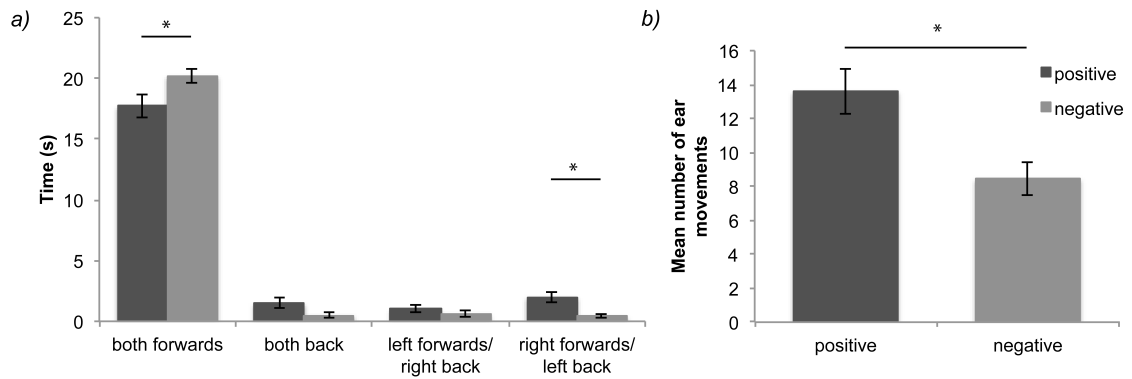 a)
Time (s)
25
20
15
10
5
0
*
*
both forwards
both back
left forwards/
right back
right forwards/
left back
b)
Mean number of ear
movements
16
14
12
10
8
6
4
2
0
*
positive
negative
positive
negative